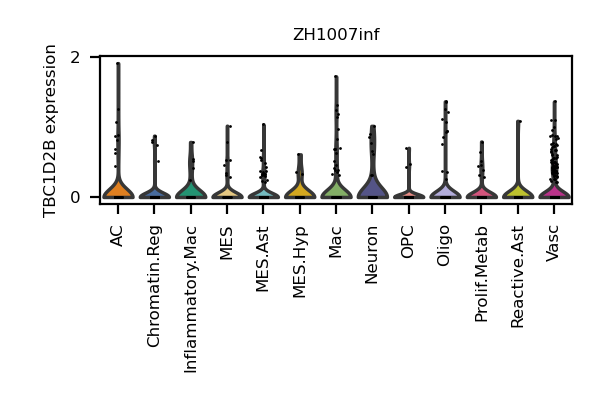 ZH1007inf
TBC1D2B expression
2
0
AC
Chromatin.Reg
Inflammatory.Mac
MES
MES.Ast
MES.Hyp
Mac
Neuron
OPC
Oligo
Prolif.Metab
Reactive.Ast
Vasc